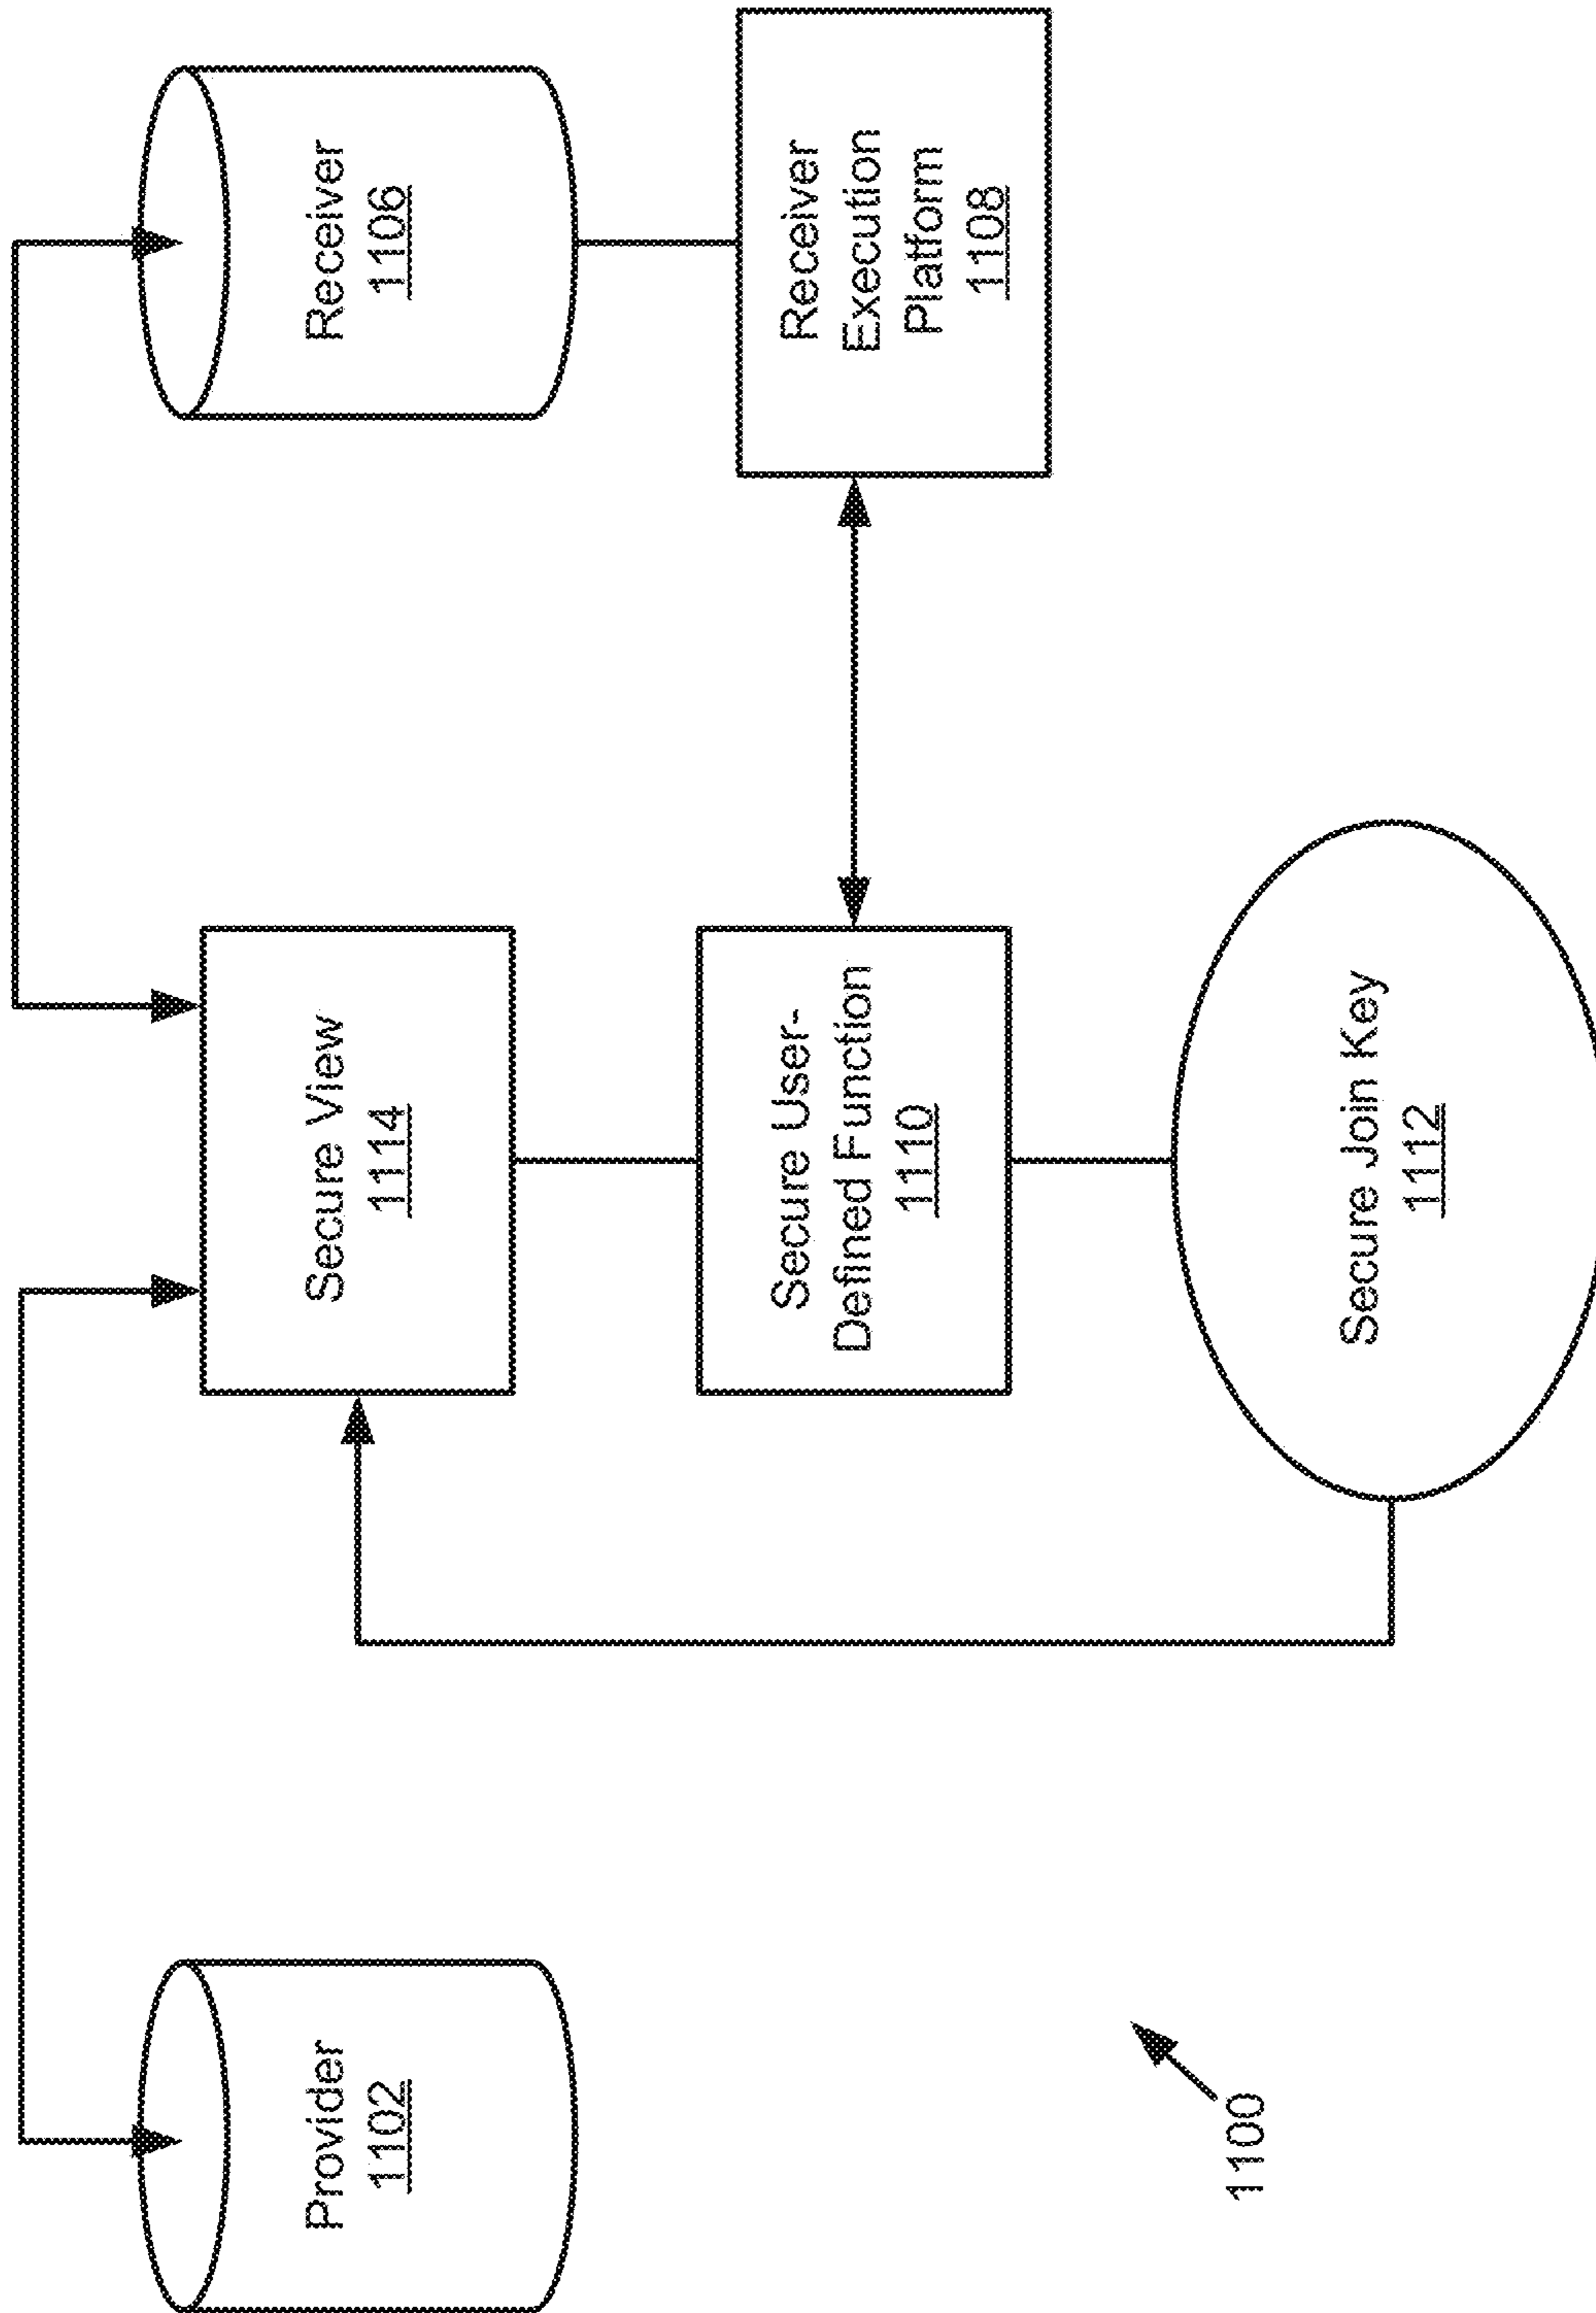 Provider
1102
Secure View
1114
Receiver
1106
Secure User-
Defined Function
1110
Receiver
Execution
Platform
1108
Secure Join Key
1112
1100